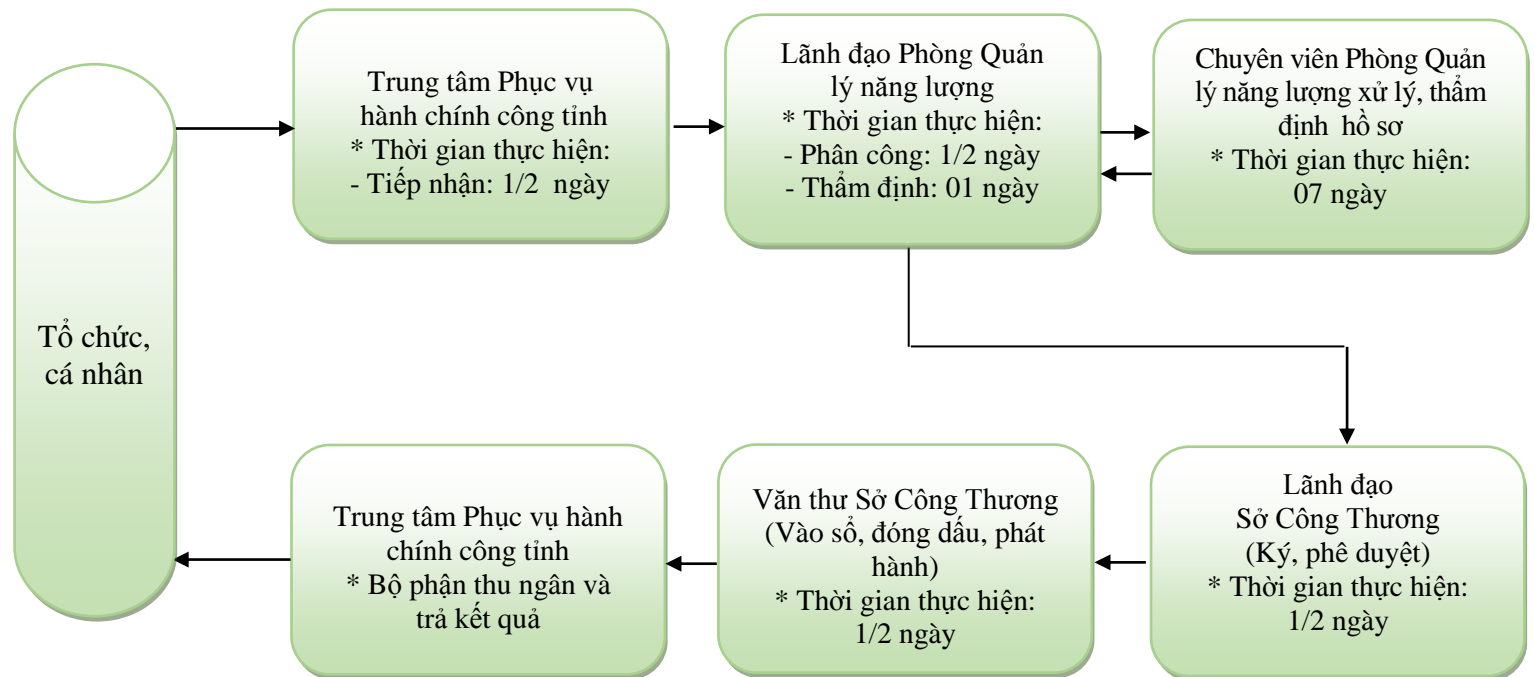 Tổ chức,
cá nhân
Trung tâm Phục vụ
hành chính công tỉnh
* Thời gian thực hiện:
- Tiếp nhận: 1/2 ngày
Lãnh đạo Phòng Quản
lý năng lượng
* Thời gian thực hiện:
- Phân công: 1/2 ngày
- Thẩm định: 01 ngày
Chuyên viên Phòng Quản
lý năng lượng xử lý, thẩm
định hồ sơ
* Thời gian thực hiện:
07 ngày
Lãnh đạo
Sở Công Thương
(Ký, phê duyệt)
* Thời gian thực hiện:
1/2 ngày
Văn thư Sở Công Thương
(Vào sổ, đóng dấu, phát
hành)
* Thời gian thực hiện:
1/2 ngày
Trung tâm Phục vụ hành
chính công tỉnh
* Bộ phận thu ngân và
trả kết quả